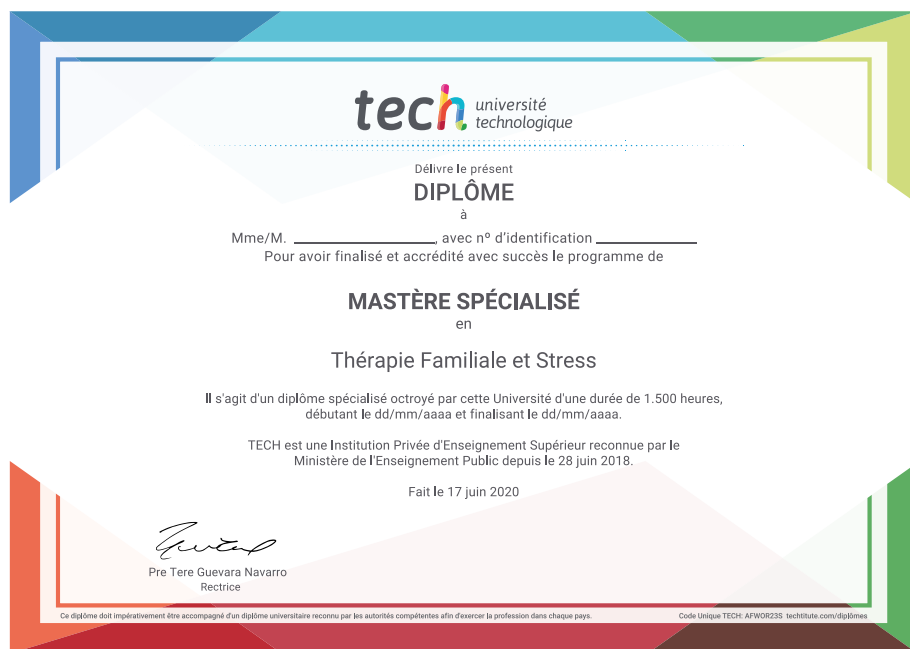 tech université
technologique
Délivre le présent
DIPLÔME
à
Mme/M. ____________________, avec nº d'identification ______________
Pour avoir finalisé et accrédité avec succès le programme de
MASTÈRE SPÉCIALISÉ
en
Thérapie Familiale et Stress
Il s'agit d'un diplôme spécialisé octroyé par cette Université d'une durée de 1.500 heures,
débutant le dd/mm/aaaa et finalisant le dd/mm/aaaa.
TECH est une Institution Privée d'Enseignement Supérieur reconnue par le
Ministère de l'Enseignement Public depuis le 28 juin 2018.
Fait le 17 juin 2020
Pre Tere Guevara Navarro
Rectrice
Ce diplôme doit impérativement être accompagné d'un diplôme universitaire reconnu par les autorités compétentes afin d'exercer la profession dans chaque pays.
Code Unique TECH: AFWOR23S techtitute.com/diplômes